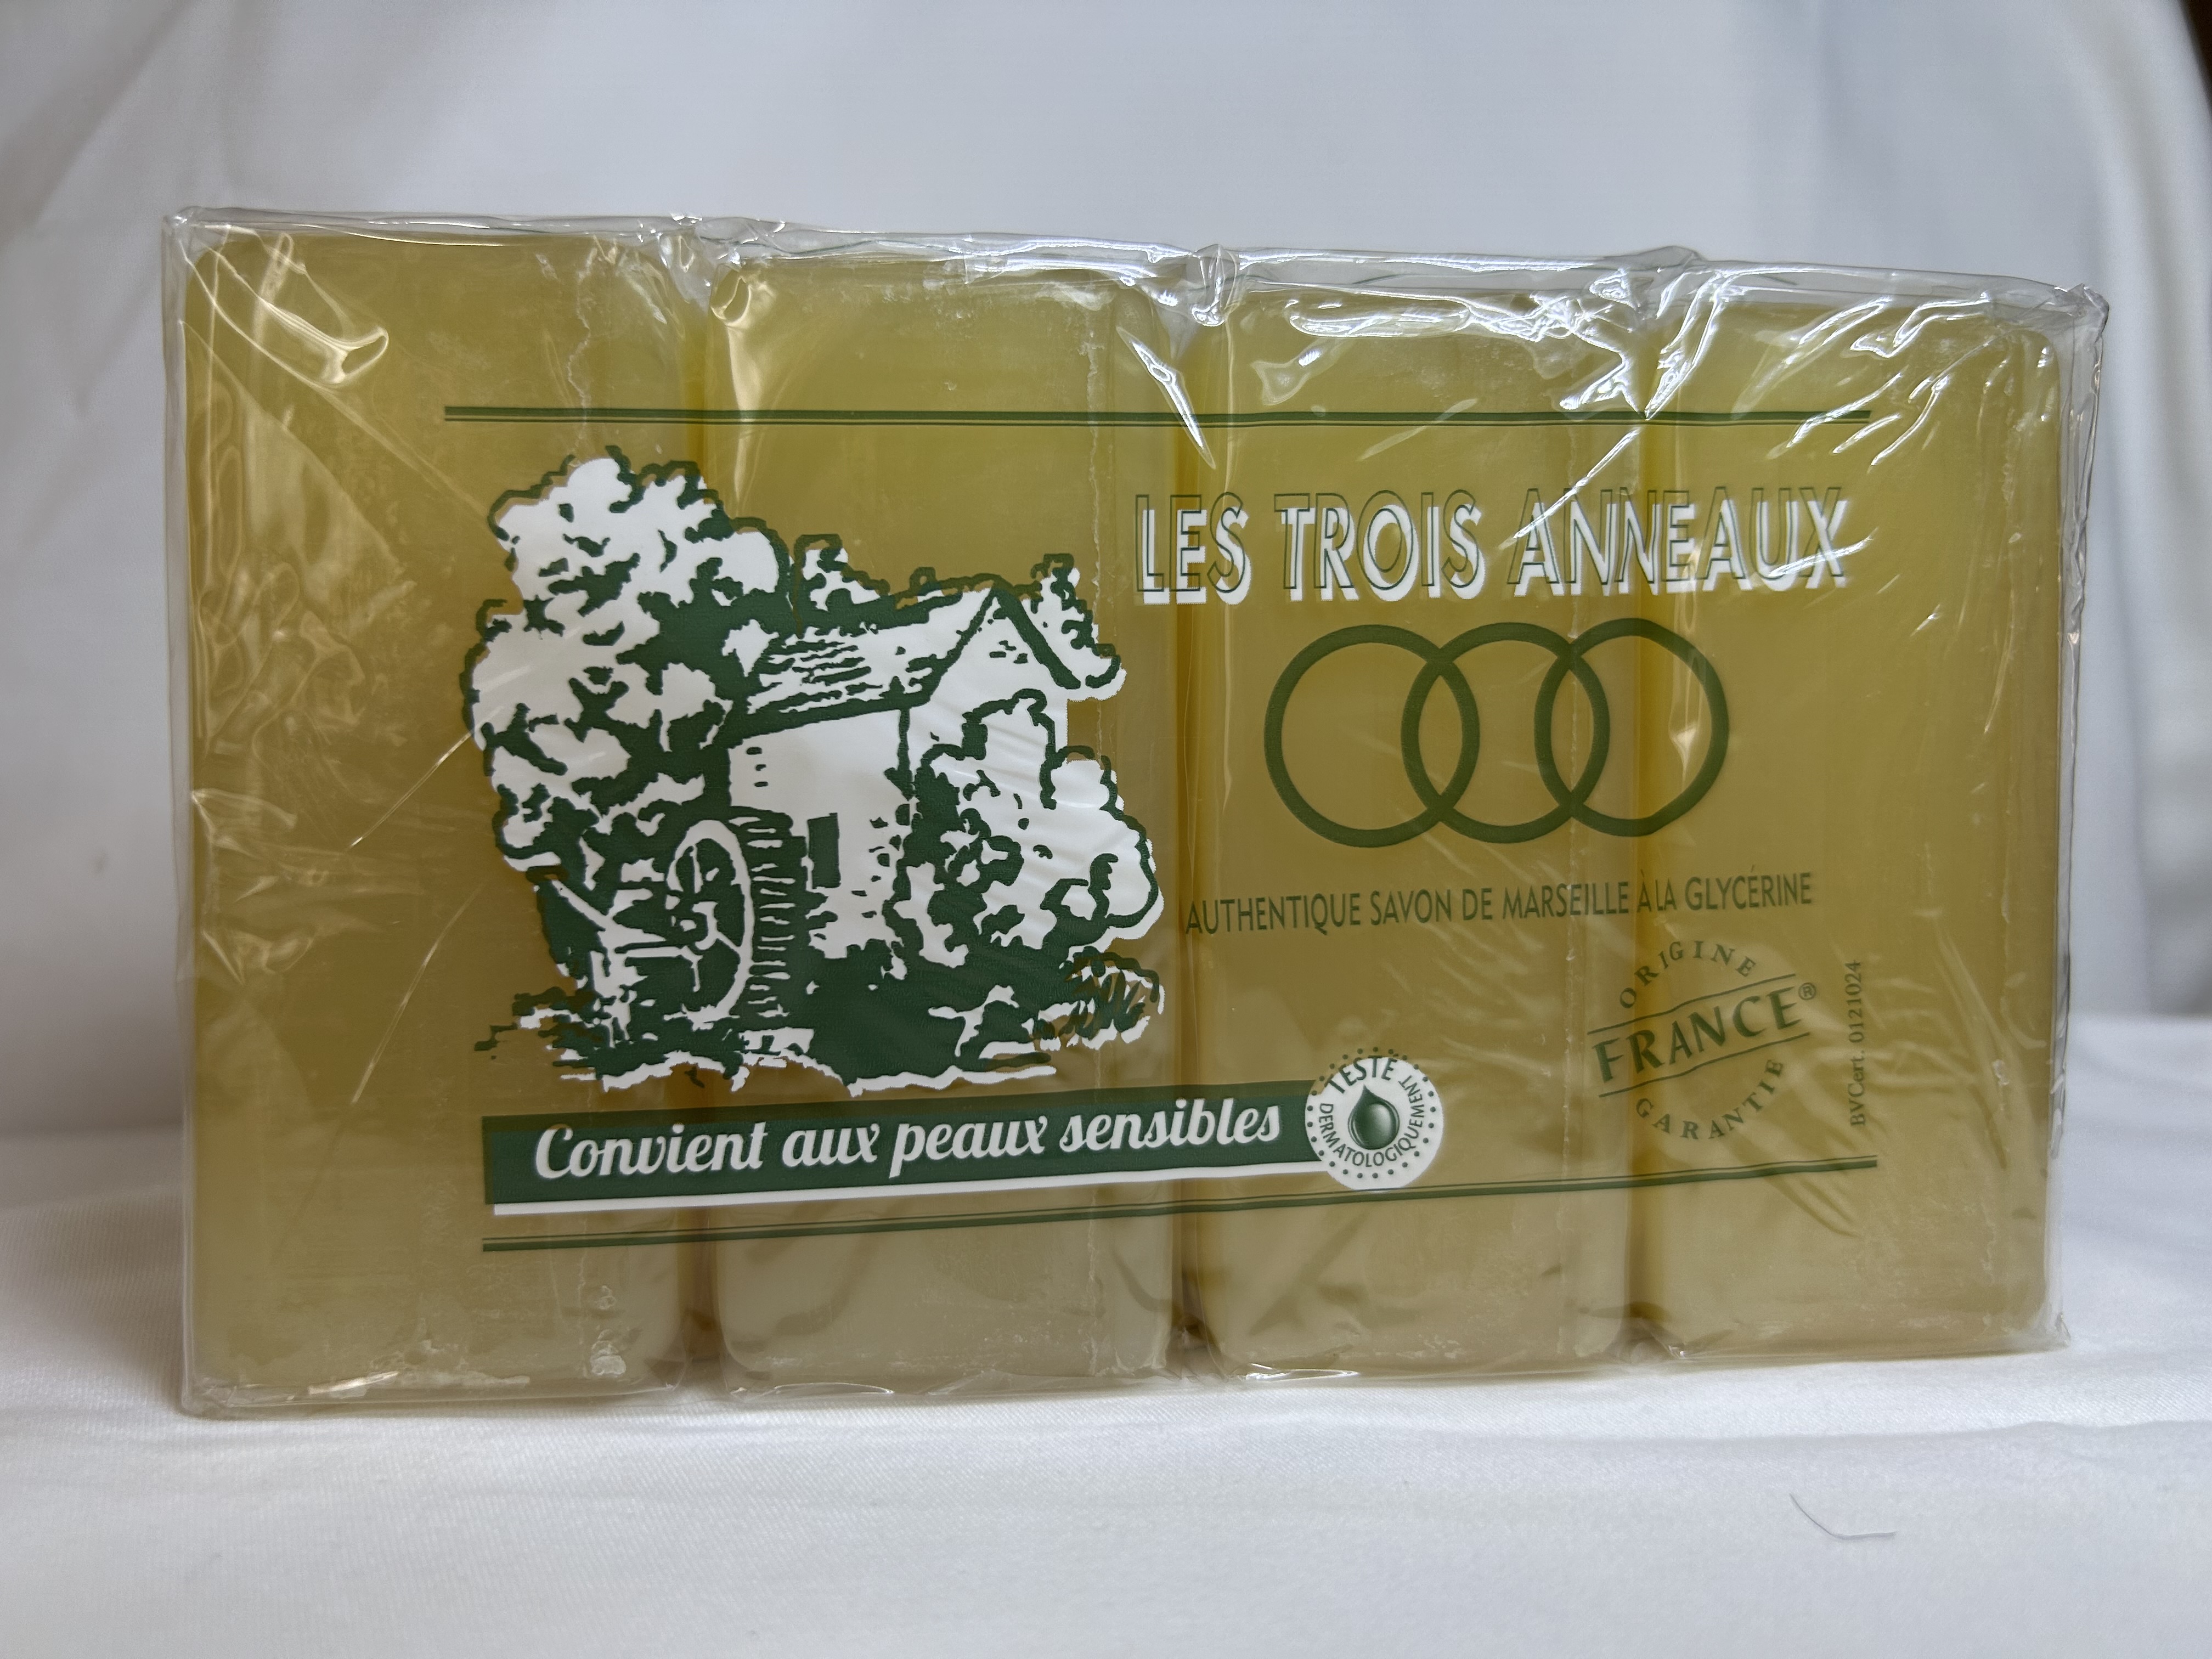 LES TROIS ANNEAUX
AUTHENTIQUE SAVON DE MARSEILLE À LA GLYCÉRINE
ORIGINE
FRANCE®
GARANTIE
BVCert. 0121024
Convient aux peaux sensibles
TESTÉ
DERMATOLOGIQUEMENT